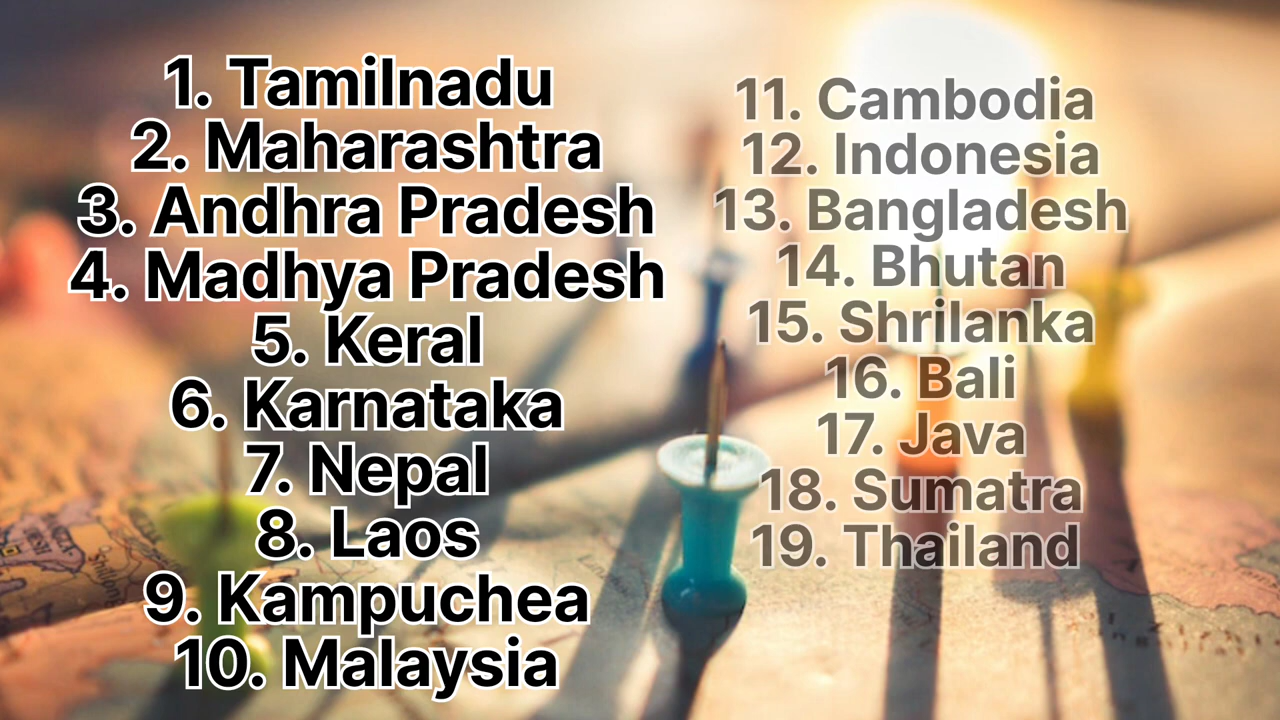 1. Tamilnadu
2. Maharashtra
3. Andhra Pradesh
4. Madhya Pradesh
5. Keral
6. Karnataka
7. Nepal
8. Laos
9. Kampuchea
10. Malaysia
11. Cambodia
12. Indonesia
13. Bangladesh
14. Bhutan
15. Shrilanka
16. Bali
17. Java
18. Sumatra
19. Thailand